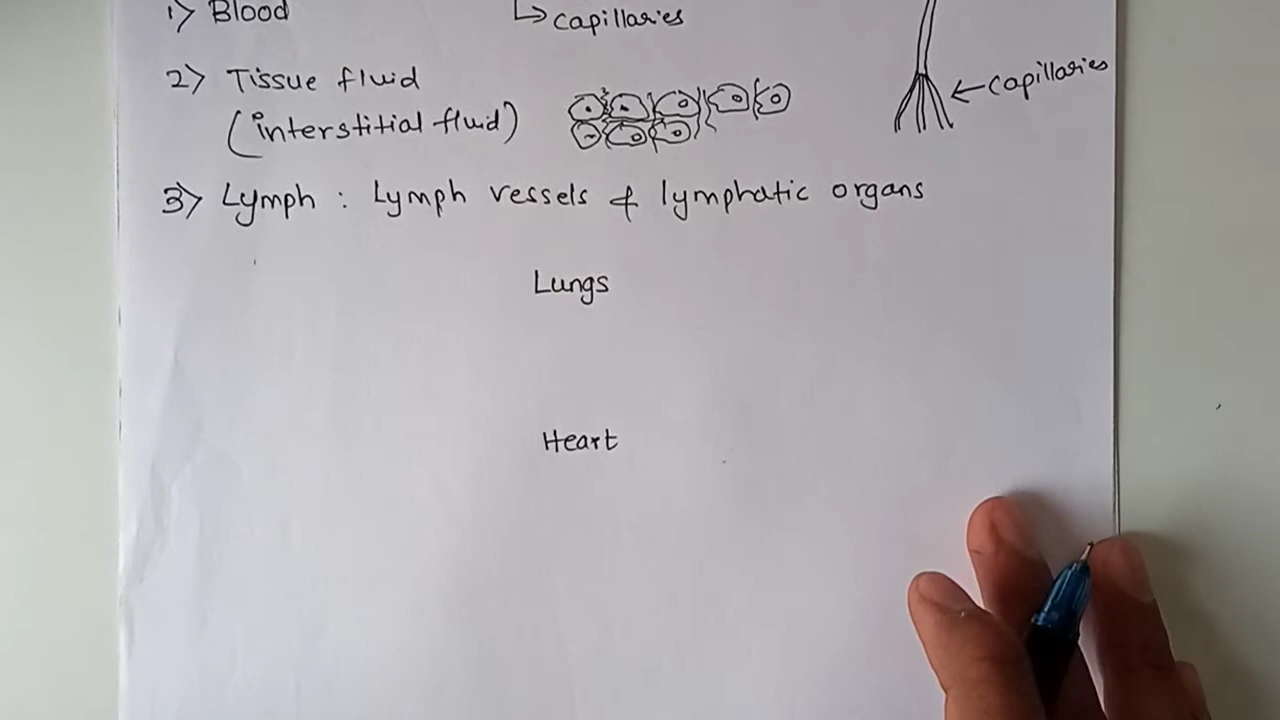 1> Blood
↳ capillaries
2> Tissue fluid
← capillaries
(interstitial fluid)
3> Lymph : Lymph vessels & lymphatic organs
Lungs
Heart